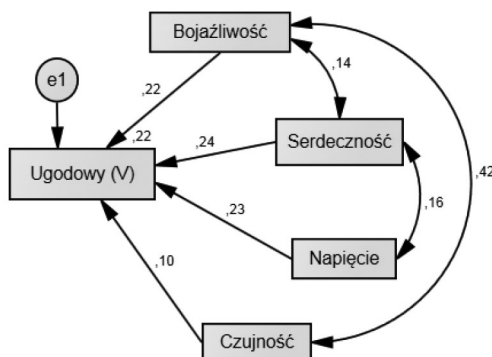 Bojaźliwość
e1
,22
,14
,22
,24
Serdeczność
Ugodowy (V)
,42
,23
,16
Napięcie
,10
Czujność